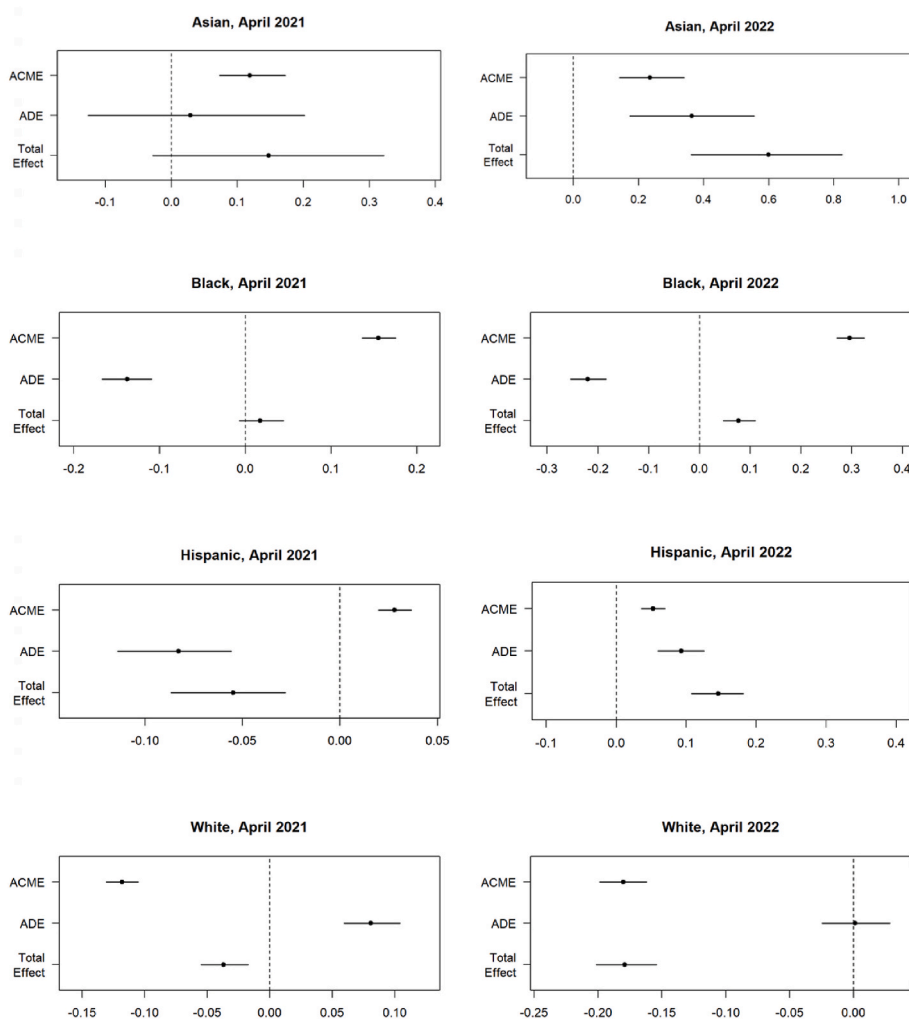 Asian, April 2021
ACME
ADE
Total
Effect
-0.1 0.0 0.1 0.2 0.3 0.4
Asian, April 2022
ACME
ADE
Total
Effect
0.0 0.2 0.4 0.6 0.8 1.0
Black, April 2021
ACME
ADE
Total
Effect
-0.2 -0.1 0.0 0.1 0.2
Black, April 2022
ACME
ADE
Total
Effect
-0.3 -0.2 -0.1 0.0 0.1 0.2 0.3 0.4
Hispanic, April 2021
ACME
ADE
Total
Effect
-0.10 -0.05 0.00 0.05
Hispanic, April 2022
ACME
ADE
Total
Effect
-0.1 0.0 0.1 0.2 0.3 0.4
White, April 2021
ACME
ADE
Total
Effect
-0.15 -0.10 -0.05 0.00 0.05 0.10
White, April 2022
ACME
ADE
Total
Effect
-0.25 -0.20 -0.15 -0.10 -0.05 0.00